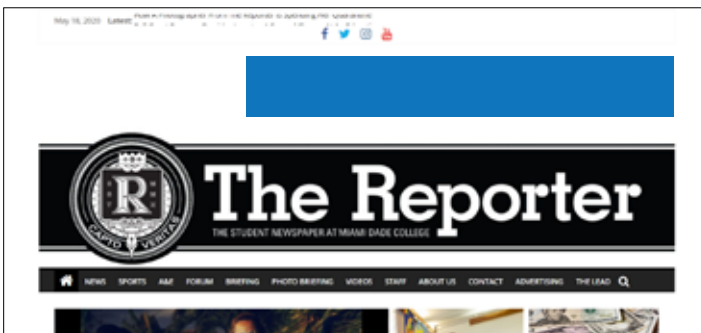 May 18, 2020 Latest:
The Reporter
THE STUDENT NEWSPAPER AT MIAMI DADE COLLEGE
R
CAPTO VERITAS
NEWS SPORTS A&E FORUM BRIEFING PHOTO BRIEFING VIDEOS STAFF ABOUT US CONTACT ADVERTISING THE LEAD